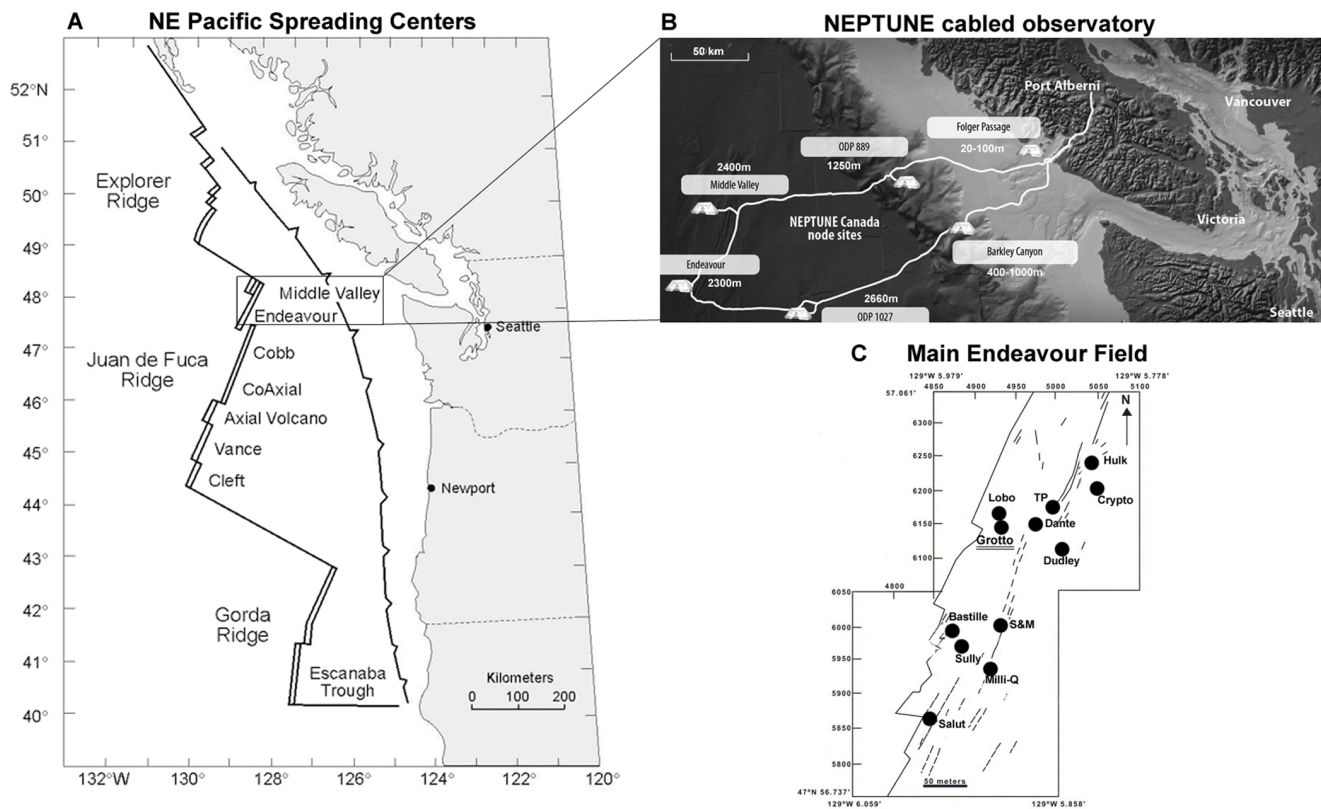 A
NE Pacific Spreading Centers
52°N
51°
50°
49°
48°
47°
46°
45°
44°
43°
42°
41°
40°
132°W
130°
128°
126°
124°
122°
120°
Explorer
Ridge
Middle Valley
Endeavour
Seattle
Juan de Fuca
Ridge
Cobb
CoAxial
Axial Volcano
Vance
Cleft
Newport
Gorda
Ridge
Escanaba
Trough
Kilometers
0 100 200
B
NEPTUNE cabled observatory
50 km
Port Alberni
Vancouver
Folger Passage
20-100m
ODP 889
1250m
2400m
Middle Valley
NEPTUNE Canada
node sites
Victoria
Barkley Canyon
400-1000m
Endeavour
2300m
2660m
ODP 1027
Seattle
C
Main Endeavour Field
129°W 5.979'
129°W 5.778'
4850 4900 4950 5000 5050 5100
57.061'
N
6300
6250
6200
6150
6100
4800
6050
6000
5950
5900
5850
5800
Hulk
Crypto
Lobo
TP
Dante
Grotto
Dudley
Bastille
S&M
Sully
Milli-Q
Salut
50 meters
47°N 56.737'
129°W 6.059'
129°W 5.858'